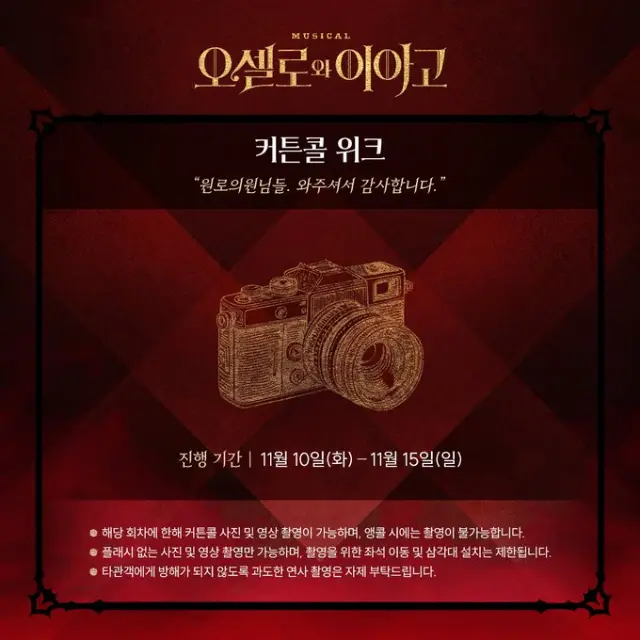 MUSICAL
오셀로와 이아고
커튼콜 위크
“원로의원님들. 와주셔서 감사합니다.”
진행 기간 | 11월 10일(화) – 11월 15일(일)
해당 회차에 한해 커튼콜 사진 및 영상 촬영이 가능하며, 앵콜 시에는 촬영이 불가능합니다.
플래시 없는 사진 및 영상 촬영만 가능하며, 촬영을 위한 좌석 이동 및 삼각대 설치는 제한됩니다.
타관객에게 방해가 되지 않도록 과도한 연사 촬영은 자제 부탁드립니다.